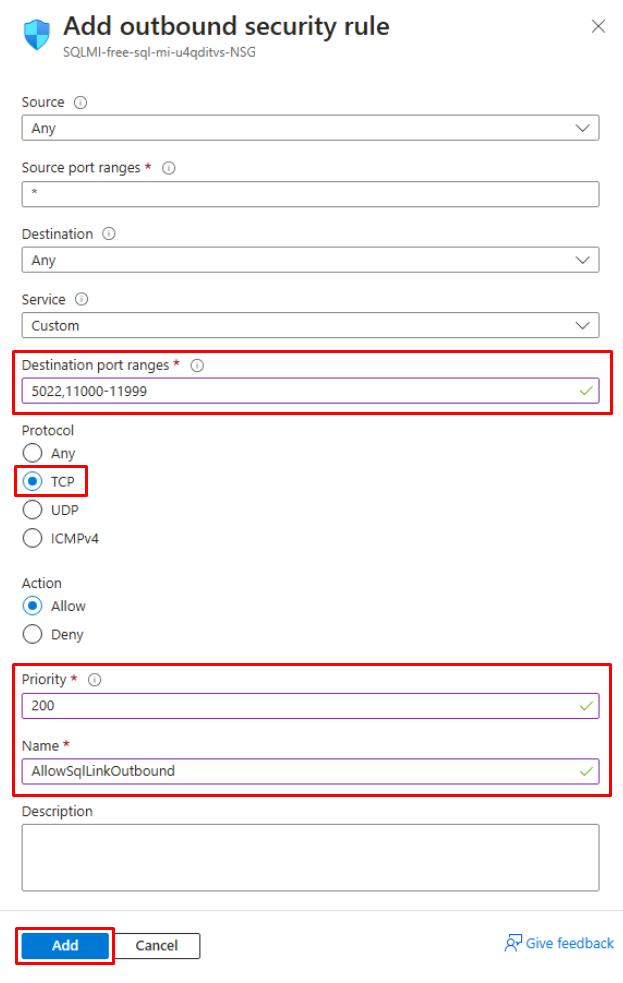 Add outbound security rule
SQLMI-free-sql-mi-u4qditvs-NSG
Source
Any
Source port ranges *
*
Destination
Any
Service
Custom
Destination port ranges *
5022,11000-11999
Protocol
Any
TCP
UDP
ICMPv4
Action
Allow
Deny
Priority *
200
Name *
AllowSqlLinkOutbound
Description
Add Cancel Give feedback